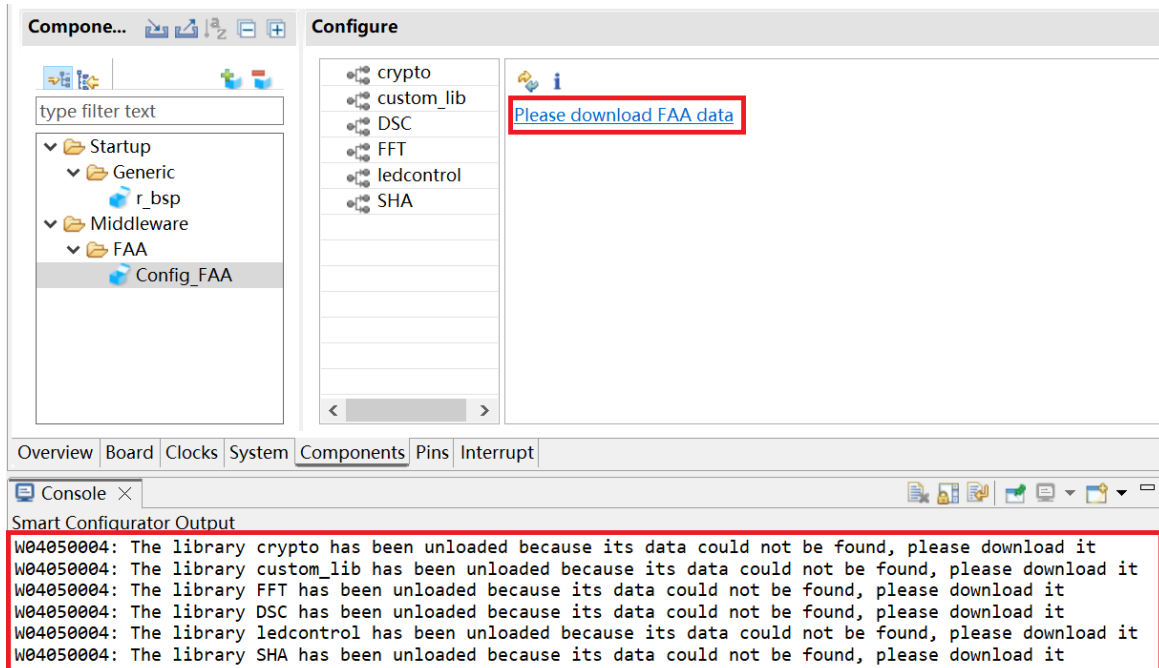 Compone...
Configure
type filter text
Startup
Generic
r_bsp
Middleware
FAA
Config_FAA
crypto
custom_lib
DSC
FFT
ledcontrol
SHA
Please download FAA data
Overview Board Clocks System Components Pins Interrupt
Console
Smart Configurator Output
W04050004: The library crypto has been unloaded because its data could not be found, please download it
W04050004: The library custom_lib has been unloaded because its data could not be found, please download it
W04050004: The library FFT has been unloaded because its data could not be found, please download it
W04050004: The library DSC has been unloaded because its data could not be found, please download it
W04050004: The library ledcontrol has been unloaded because its data could not be found, please download it
W04050004: The library SHA has been unloaded because its data could not be found, please download it